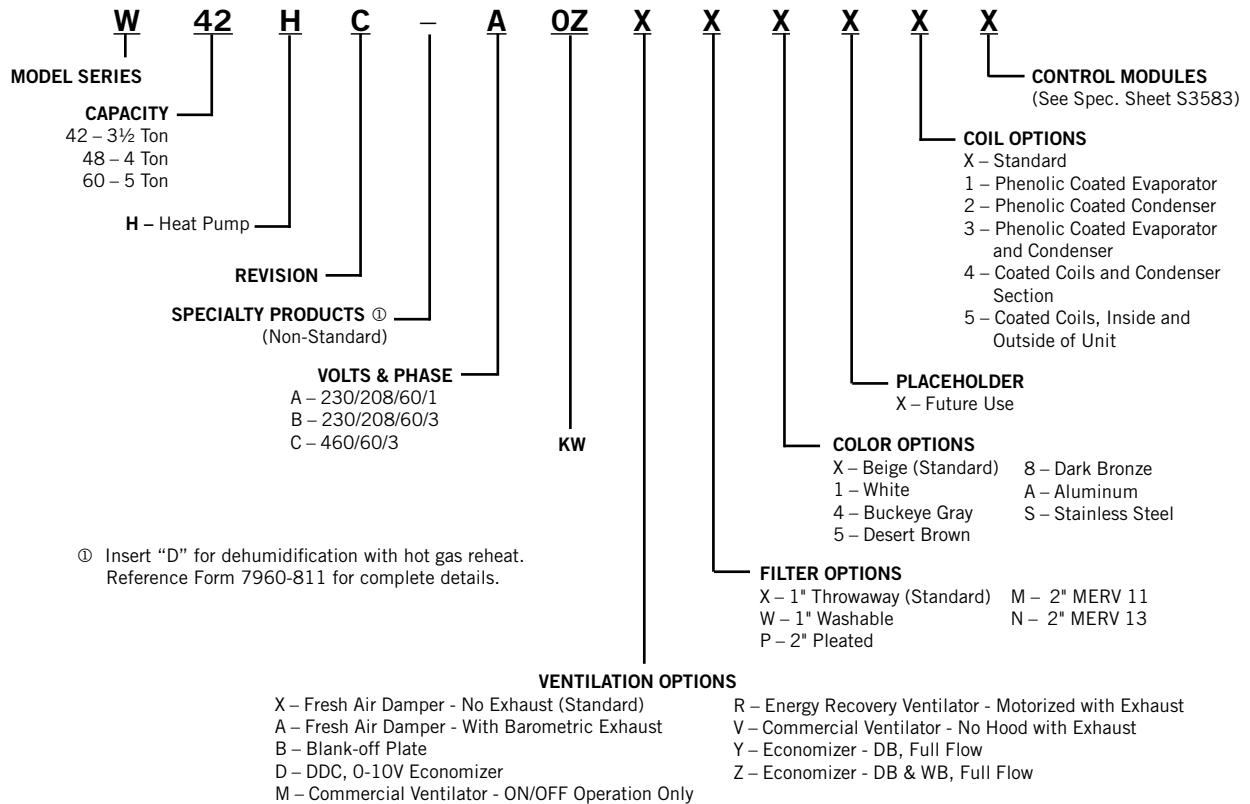 W 42 H C – A 0Z X X X X X X
MODEL SERIES
CAPACITY
42 – 3½ Ton
48 – 4 Ton
60 – 5 Ton
H – Heat Pump
REVISION
SPECIALTY PRODUCTS ①
(Non-Standard)
VOLTS & PHASE
A – 230/208/60/1
B – 230/208/60/3
C – 460/60/3
KW
CONTROL MODULES
(See Spec. Sheet S3583)
COIL OPTIONS
X – Standard
1 – Phenolic Coated Evaporator
2 – Phenolic Coated Condenser
3 – Phenolic Coated Evaporator
and Condenser
4 – Coated Coils and Condenser
Section
5 – Coated Coils, Inside and
Outside of Unit
PLACEHOLDER
X – Future Use
COLOR OPTIONS
X – Beige (Standard)
1 – White
4 – Buckeye Gray
5 – Desert Brown
8 – Dark Bronze
A – Aluminum
S – Stainless Steel
① Insert “D” for dehumidification with hot gas reheat.
Reference Form 7960-811 for complete details.
FILTER OPTIONS
X – 1" Throwaway (Standard)
W – 1" Washable
P – 2" Pleated
M – 2" MERV 11
N – 2" MERV 13
VENTILATION OPTIONS
X – Fresh Air Damper - No Exhaust (Standard)
A – Fresh Air Damper - With Barometric Exhaust
B – Blank-off Plate
D – DDC, 0-10V Economizer
M – Commercial Ventilator - ON/OFF Operation Only
R – Energy Recovery Ventilator - Motorized with Exhaust
V – Commercial Ventilator - No Hood with Exhaust
Y – Economizer - DB, Full Flow
Z – Economizer - DB & WB, Full Flow